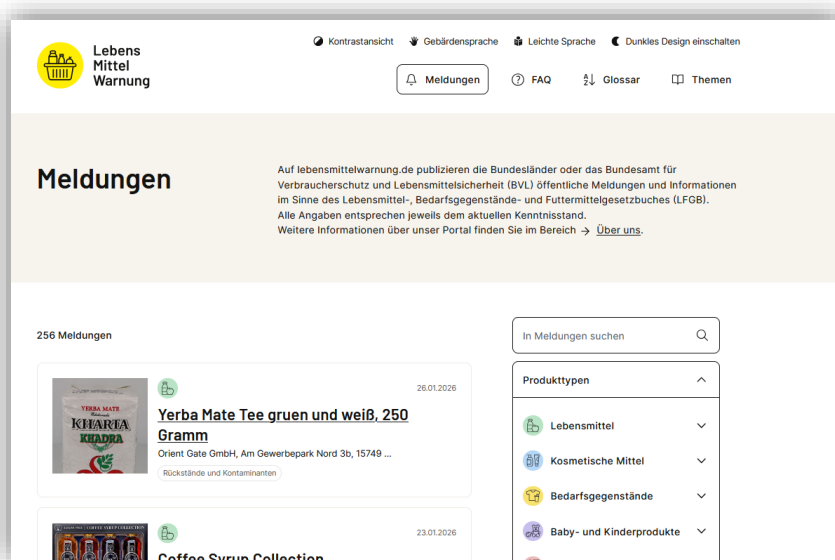 Lebens
Mittel
Warnung
Kontrastansicht Gebärdensprache Leichte Sprache Dunkles Design einschalten
Meldungen FAQ Glossar Themen
Meldungen
Auf lebensmittelwarnung.de publizieren die Bundesländer oder das Bundesamt für
Verbraucherschutz und Lebensmittelsicherheit (BVL) öffentliche Meldungen und Informationen
im Sinne des Lebensmittel-, Bedarfsgegenstände- und Futtermittelgesetzbuches (LFGB).
Alle Angaben entsprechen jeweils dem aktuellen Kenntnisstand.
Weitere Informationen über unser Portal finden Sie im Bereich → Über uns.
256 Meldungen
In Meldungen suchen
Produkttypen
Lebensmittel
Kosmetische Mittel
Bedarfsgegenstände
Baby- und Kinderprodukte
YERBA MATE
KHARTA
KHADRA
26.01.2026
Yerba Mate Tee gruen und weiß, 250
Gramm
Orient Gate GmbH, Am Gewerbepark Nord 3b, 15749 ...
Rückstände und Kontaminanten
COFFEE SYRUP COLLECTION
23.01.2026
Coffee Syrup Collection